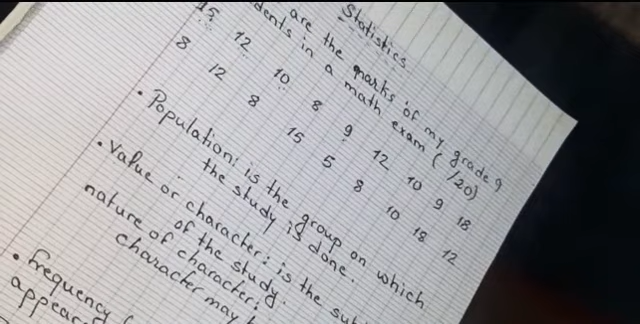 Statistics
are the marks of my grade 9
dents in a math exam ( /20)
15 12 10 8 9 12 10 9 18
8 12 8 15 5 8 10 18 12
• Population: is the group on which
the study is done.
• Value or character: is the sub
of the study.
nature of character:
character may
• Frequency
appear